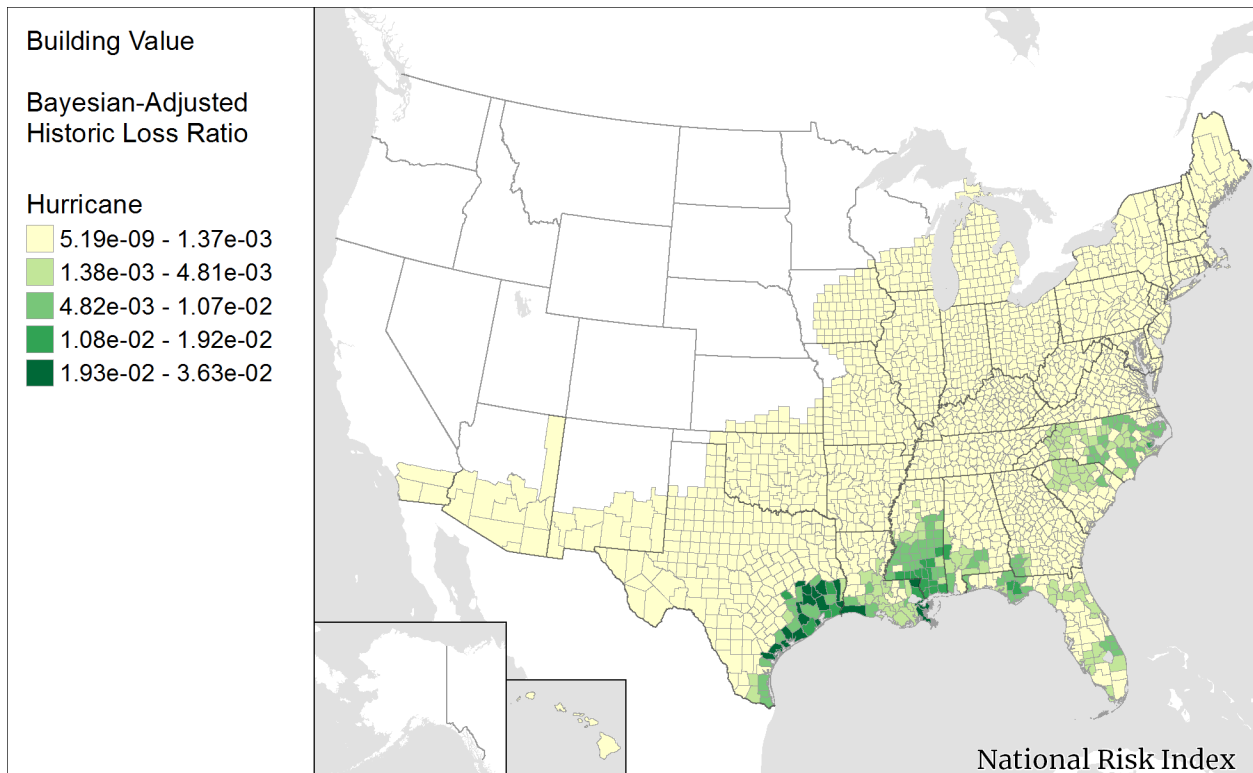 Building Value
Bayesian-Adjusted
Historic Loss Ratio
Hurricane
5.19e-09 - 1.37e-03
1.38e-03 - 4.81e-03
4.82e-03 - 1.07e-02
1.08e-02 - 1.92e-02
1.93e-02 - 3.63e-02
National Risk Index